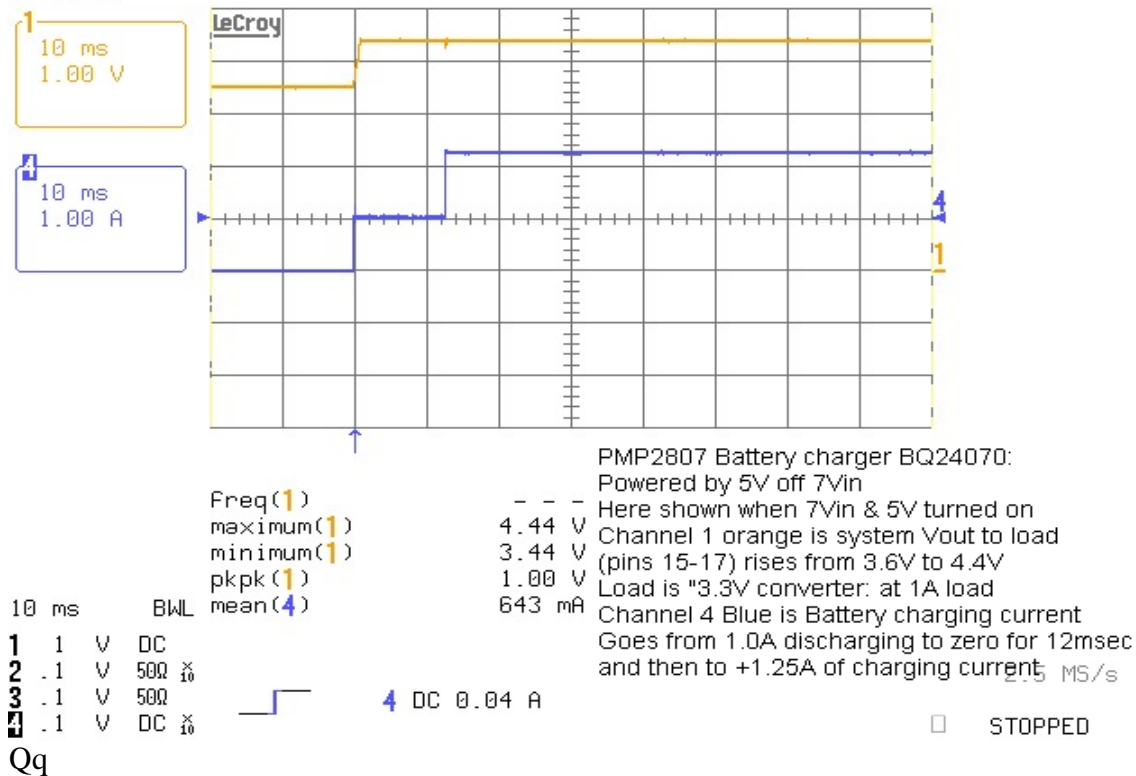 1
10 ms
1.00 V
LeCroy
4
10 ms
1.00 A
4
1
Freq(1) - - -
maximum(1) 4.44 V
minimum(1) 3.44 V
pkpk(1) 1.00 V
mean(4) 643 mA
PMP2807 Battery charger BQ24070:
Powered by 5V off 7Vin
Here shown when 7Vin & 5V turned on
Channel 1 orange is system Vout to load
(pins 15-17) rises from 3.6V to 4.4V
Load is "3.3V converter: at 1A load
Channel 4 Blue is Battery charging current
Goes from 1.0A discharging to zero for 12msec
and then to +1.25A of charging current
10 ms BWL
1 1 V DC
2 .1 V 50Ω X10
3 .1 V 50Ω
4 .1 V DC X10
4 DC 0.04 A
2.5 MS/s
STOPPED
Qq